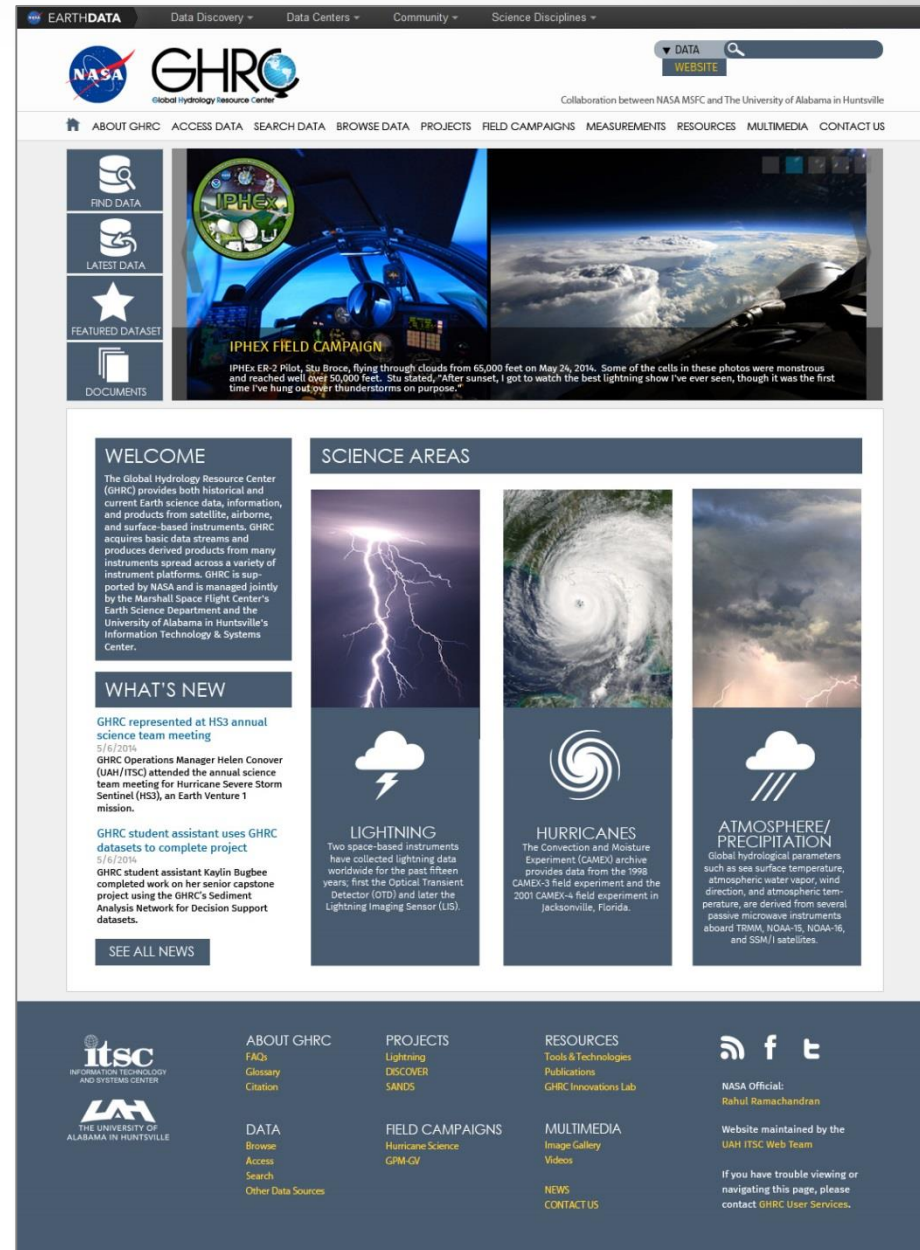 EARTHDATA
Data Discovery
Data Centers
Community
Science Disciplines
NASA
GHRC
Global Hydrology Resource Center
DATA
WEBSITE
Collaboration between NASA MSFC and The University of Alabama in Huntsville
ABOUT GHRC ACCESS DATA SEARCH DATA BROWSE DATA PROJECTS FIELD CAMPAIGNS MEASUREMENTS RESOURCES MULTIMEDIA CONTACT US
FIND DATA
LATEST DATA
FEATURED DATASET
DOCUMENTS
IPHEx
IPHEX FIELD CAMPAIGN
IPHEx ER-2 Pilot, Stu Broce, flying through clouds from 65,000 feet on May 24, 2014. Some of the cells in these photos were monstrous
and reached well over 50,000 feet. Stu stated, "After sunset, I got to watch the best lightning show I've ever seen, though it was the first
time I've hung out over thunderstorms on purpose."
WELCOME
The Global Hydrology Resource Center
(GHRC) provides both historical and
current Earth science data, information,
and products from satellite, airborne,
and surface-based instruments. GHRC
acquires basic data streams and
produces derived products from many
instruments spread across a variety of
instrument platforms. GHRC is sup-
ported by NASA and is managed jointly
by the Marshall Space Flight Center's
Earth Science Department and the
University of Alabama in Huntsville's
Information Technology & Systems
Center.
WHAT'S NEW
GHRC represented at HS3 annual
science team meeting
5/6/2014
GHRC Operations Manager Helen Conover
(UAH/ITSC) attended the annual science
team meeting for Hurricane Severe Storm
Sentinel (HS3), an Earth Venture 1
mission.
GHRC student assistant uses GHRC
datasets to complete project
5/6/2014
GHRC student assistant Kaylin Bugbee
completed work on her senior capstone
project using the GHRC's Sediment
Analysis Network for Decision Support
datasets.
SEE ALL NEWS
SCIENCE AREAS
LIGHTNING
Two space-based instruments
have collected lightning data
worldwide for the past fifteen
years; first the Optical Transient
Detector (OTD) and later the
Lightning Imaging Sensor (LIS).
HURRICANES
The Convection and Moisture
Experiment (CAMEX) archive
provides data from the 1998
CAMEX-3 field experiment and the
2001 CAMEX-4 field experiment in
Jacksonville, Florida.
ATMOSPHERE/
PRECIPITATION
Global hydrological parameters
such as sea surface temperature,
atmospheric water vapor, wind
direction, and atmospheric tem-
perature, are derived from several
passive microwave instruments
aboard TRMM, NOAA-15, NOAA-16,
and SSM/I satellites.
itsc
INFORMATION TECHNOLOGY
AND SYSTEMS CENTER
UAH
THE UNIVERSITY OF
ALABAMA IN HUNTSVILLE
ABOUT GHRC
FAQs
Glossary
Citation
DATA
Browse
Access
Search
Other Data Sources
PROJECTS
Lightning
DISCOVER
SANDS
FIELD CAMPAIGNS
Hurricane Science
GPM-GV
RESOURCES
Tools & Technologies
Publications
GHRC Innovations Lab
MULTIMEDIA
Image Gallery
Videos
NEWS
CONTACT US
NASA Official:
Rahul Ramachandran
Website maintained by the
UAH ITSC Web Team
If you have trouble viewing or
navigating this page, please
contact GHRC User Services.